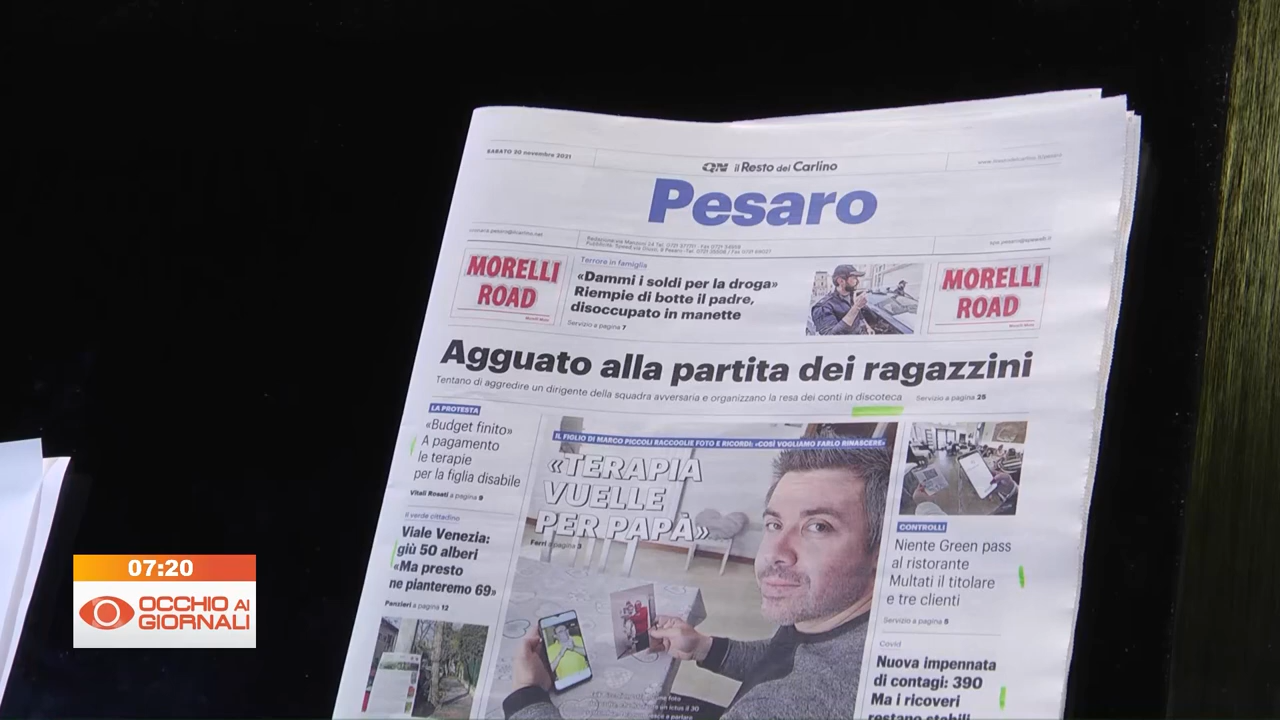 SABATO 20 novembre 2021
QN il Resto del Carlino
Pesaro
MORELLI
ROAD
Terrore in famiglia
«Dammi i soldi per la droga»
Riempie di botte il padre,
disoccupato in manette
Servizio a pagina 7
MORELLI
ROAD
Agguato alla partita dei ragazzini
Tentano di aggredire un dirigente della squadra avversaria e organizzano la resa dei conti in discoteca
Servizio a pagina 25
LA PROTESTA
«Budget finito»
A pagamento
le terapie
per la figlia disabile
Vitali Rosati a pagina 9
Il verde cittadino
Viale Venezia:
giù 50 alberi
«Ma presto
ne pianteremo 69»
Panzieri a pagina 12
IL FIGLIO DI MARCO PICCOLI RACCOGLIE FOTO E RICORDI: «COSÌ VOGLIAMO FARLO RINASCERE»
«TERAPIA
VUELLE
PER PAPÀ»
Ferri a pagina 3
CONTROLLI
Niente Green pass
al ristorante
Multati il titolare
e tre clienti
Servizio a pagina 5
Covid
Nuova impennata
di contagi: 390
Ma i ricoveri
restano stabili
07:20
OCCHIO AI
GIORNALI